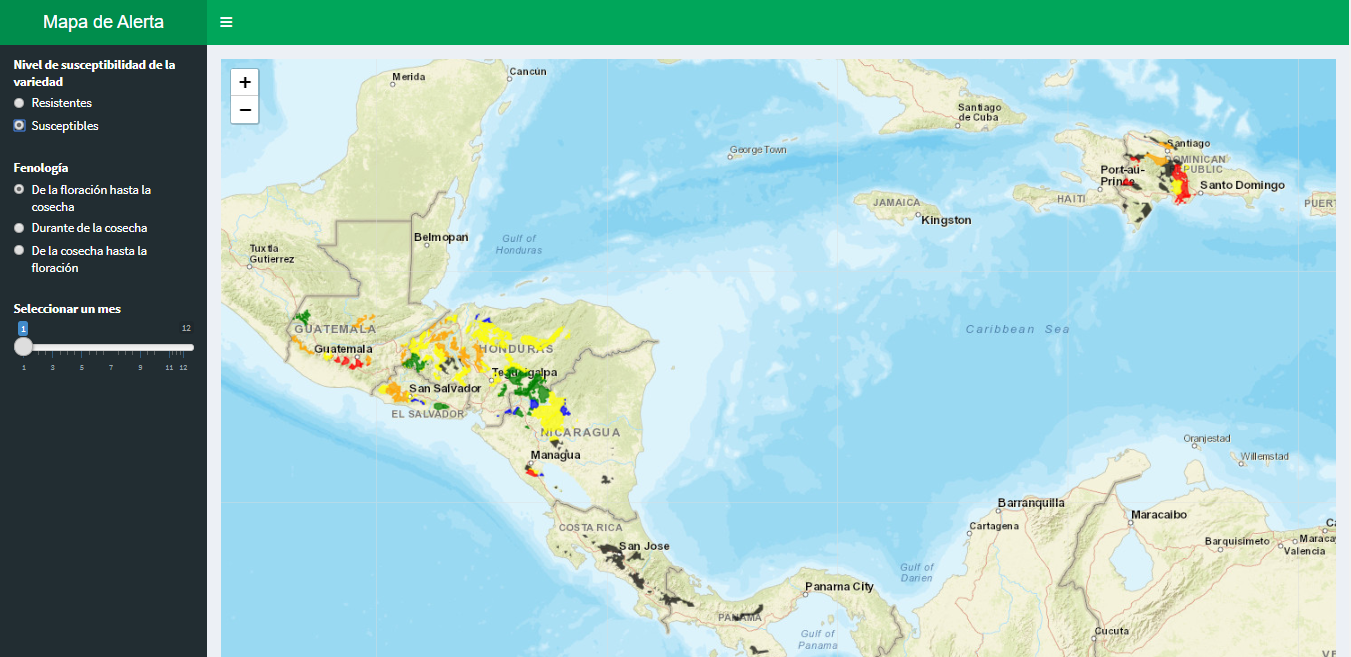 Mapa de Alerta
Nivel de susceptibilidad de la
variedad
Resistentes
Susceptibles
Fenología
De la floración hasta la
cosecha
Durante de la cosecha
De la cosecha hasta la
floración
Seleccionar un mes
1
12
1 3 5 7 9 11 12
+
−
Merida
Cancún
Santiago
de Cuba
George Town
Santiago
DOMINICAN
REPUBLIC
Port-au-
Prince
Santo Domingo
HAITI
PUERT
JAMAICA
Kingston
Belmopan
Gulf of
Honduras
Tuxtla
Gutierrez
Caribbean Sea
GUATEMALA
Guatemala
HONDURAS
Tegucigalpa
San Salvador
EL SALVADOR
NICARAGUA
Managua
Oranjestad
Willemstad
Barranquilla
Cartagena
Maracaibo
Ca
Maracay
Barquisimeto
Valencia
COSTA RICA
San Jose
Gulf of
Darien
Panama City
PANAMA
Gulf of
Panama
Cucuta
VE